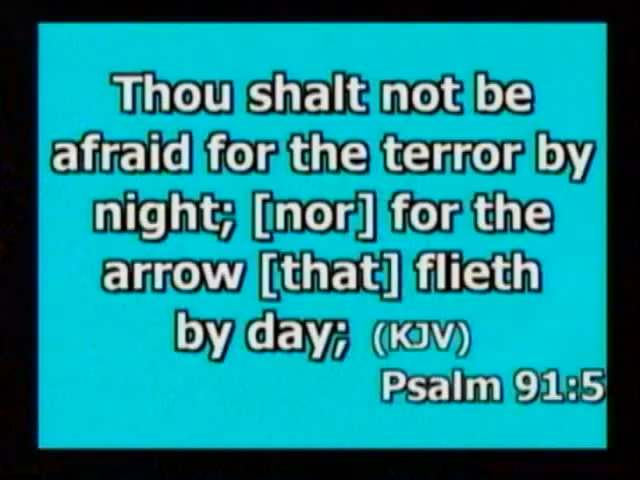 Thou shalt not be
afraid for the terror by
night; [nor] for the
arrow [that] flieth
by day; (KJV)
Psalm 91:5